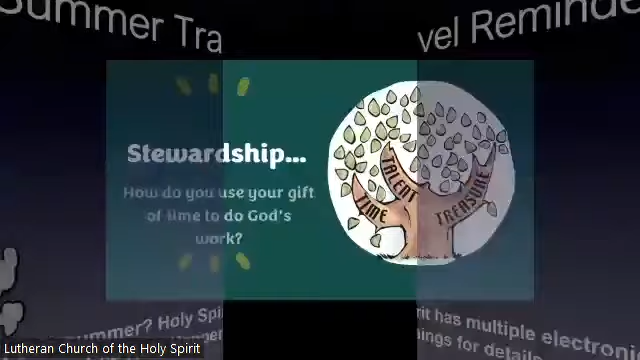 Summer Tra vel Reminde
Stewardship...
How do you use your gift
of time to do God's
work?
TIME
TALENT
TREASURE
summer? Holy Spi rit has multiple electroni
ings for details
Lutheran Church of the Holy Spirit